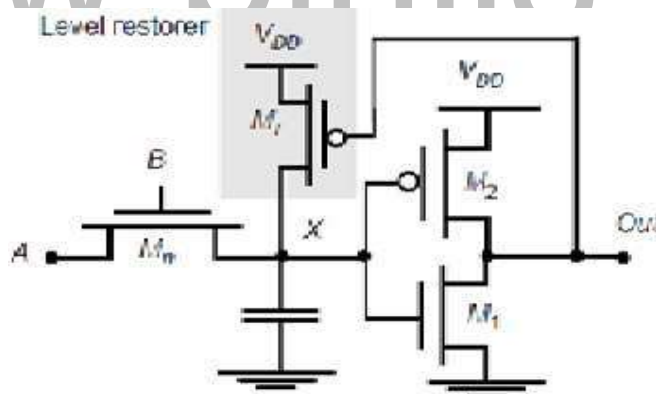 Level restorer
V_DD
M_r
V_DD
B
M_2
X
A
M_n
Out
M_1